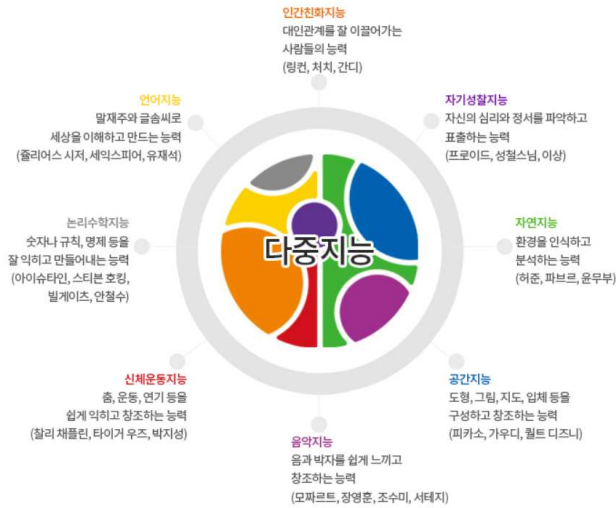 인간친화지능
대인관계를 잘 이끌어가는
사람들의 능력
(링컨, 처치, 간디)
언어지능
말재주와 글솜씨로
세상을 이해하고 만드는 능력
(쥴리어스 시저, 세익스피어, 유재석)
자기성찰지능
자신의 심리와 정서를 파악하고
표출하는 능력
(프로이드, 성철스님, 이상)
논리수학지능
숫자나 규칙, 명제 등을
잘 익히고 만들어내는 능력
(아이슈타인, 스티븐 호킹,
빌게이츠, 안철수)
다중지능
자연지능
환경을 인식하고
분석하는 능력
(허준, 파브르, 윤무부)
신체운동지능
춤, 운동, 연기 등을
쉽게 익히고 창조하는 능력
(찰리 채플린, 타이거 우즈, 박지성)
공간지능
도형, 그림, 지도, 입체 등을
구성하고 창조하는 능력
(피카소, 가우디, 월트 디즈니)
음악지능
음과 박자를 쉽게 느끼고
창조하는 능력
(모짜르트, 장영훈, 조수미, 서테지)